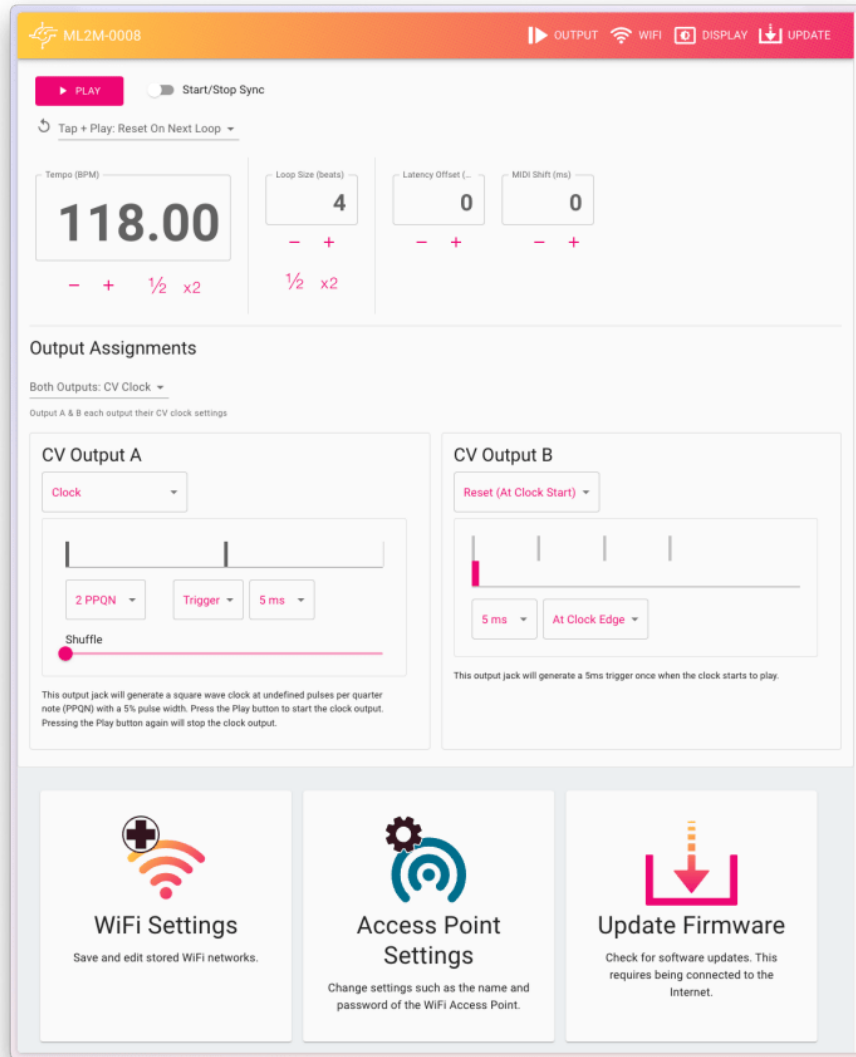 ML2M-0008
OUTPUT WIFI DISPLAY UPDATE
PLAY Start/Stop Sync
Tap + Play: Reset On Next Loop
Tempo (BPM) Loop Size (beats) Latency Offset (... MIDI Shift (ms)
118.00 4 0 0
− + − + − +
− + ½ x2 ½ x2
Output Assignments
Both Outputs: CV Clock
Output A & B each output their CV clock settings
CV Output A
Clock
2 PPQN Trigger 5 ms
Shuffle
This output jack will generate a square wave clock at undefined pulses per quarter
note (PPQN) with a 5% pulse width. Press the Play button to start the clock output.
Pressing the Play button again will stop the clock output.
CV Output B
Reset (At Clock Start)
5 ms At Clock Edge
This output jack will generate a 5ms trigger once when the clock starts to play.
WiFi Settings
Save and edit stored WiFi networks.
Access Point
Settings
Change settings such as the name and
password of the WiFi Access Point.
Update Firmware
Check for software updates. This
requires being connected to the
Internet.